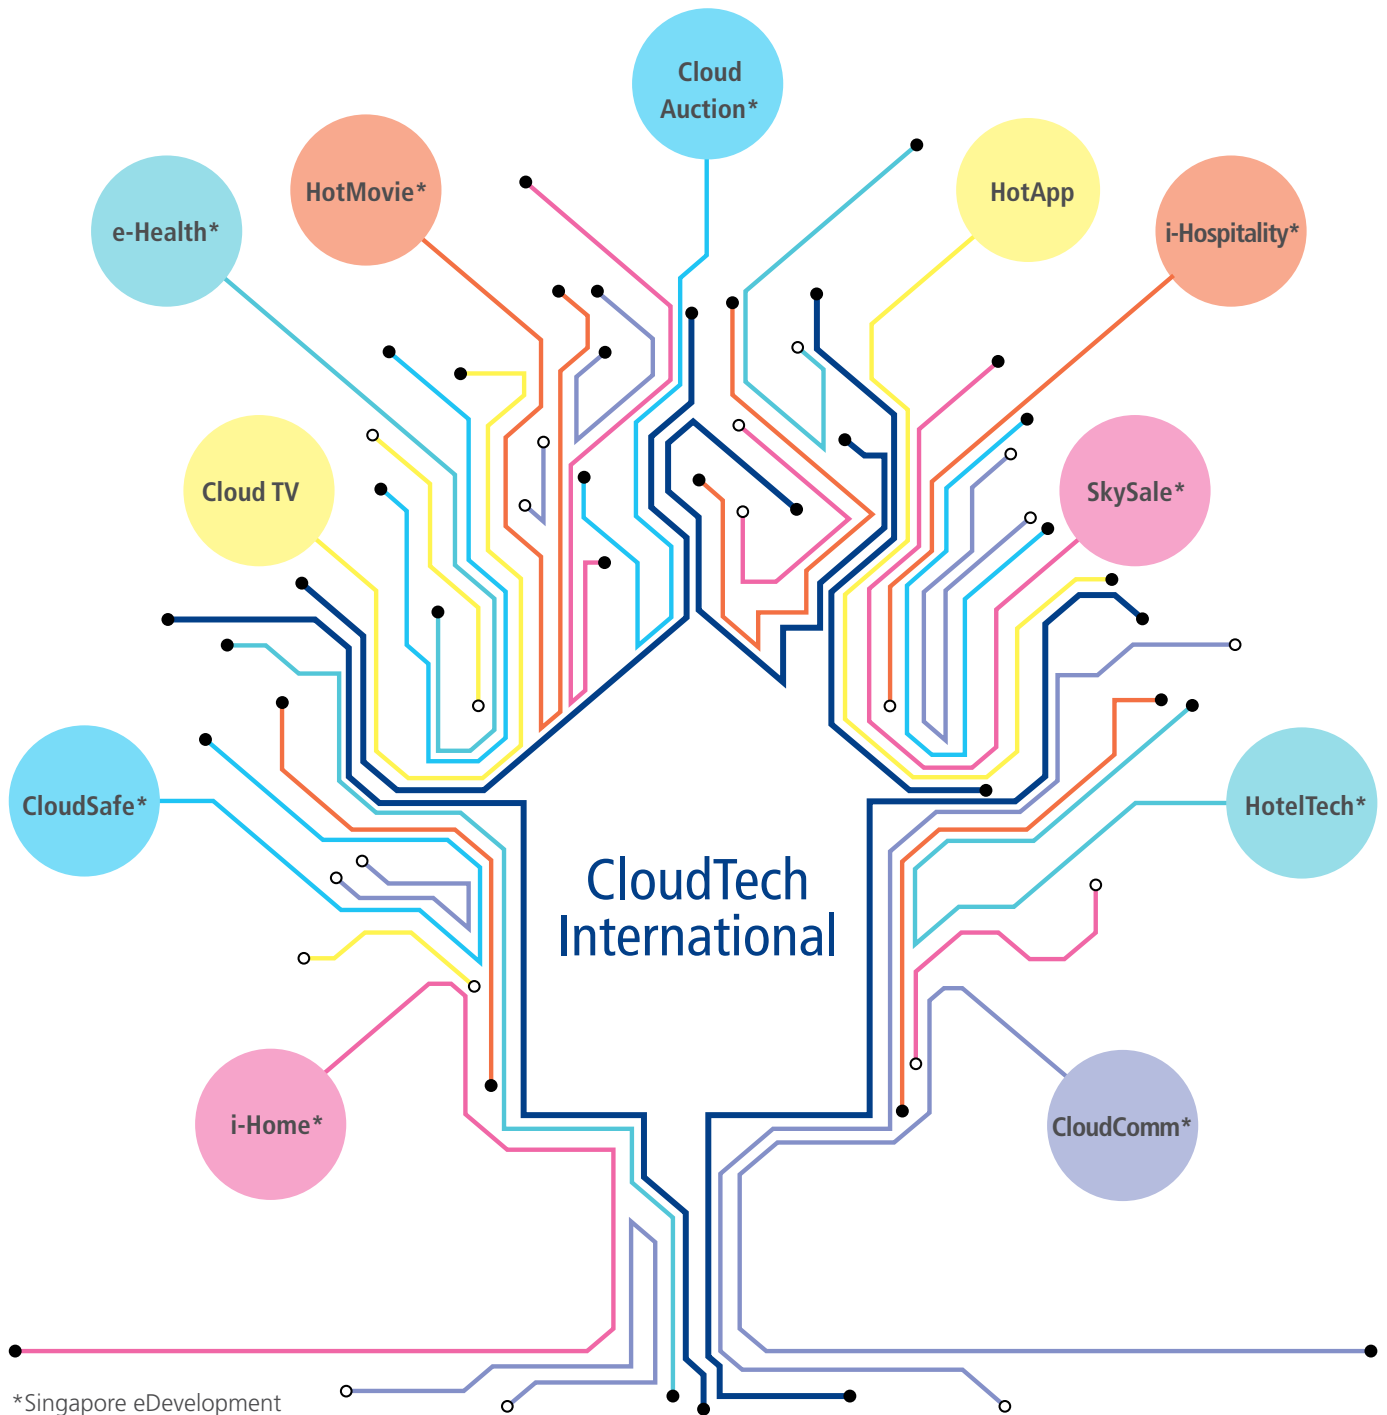 Cloud
Auction*
HotMovie*
HotApp
e-Health*
i-Hospitality*
Cloud TV
SkySale*
CloudSafe*
HotelTech*
CloudTech
International
i-Home*
CloudComm*
*Singapore eDevelopment